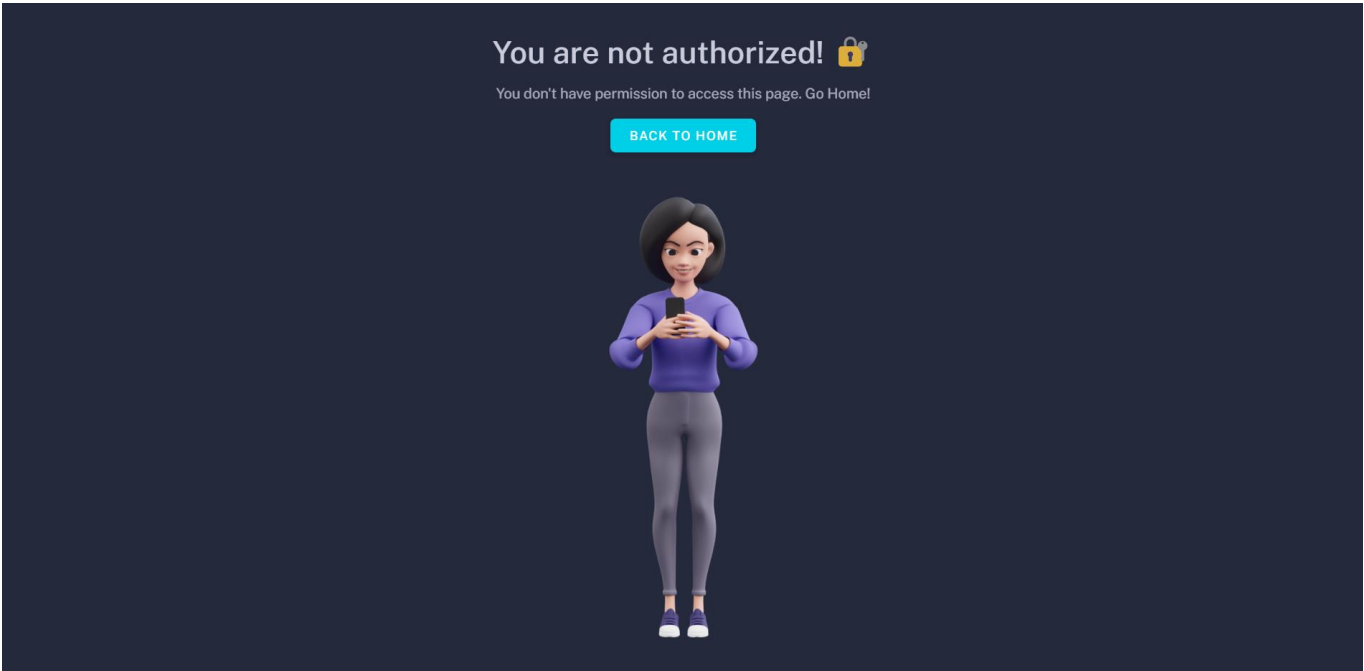 You are not authorized! 🔐
You don't have permission to access this page. Go Home!
BACK TO HOME